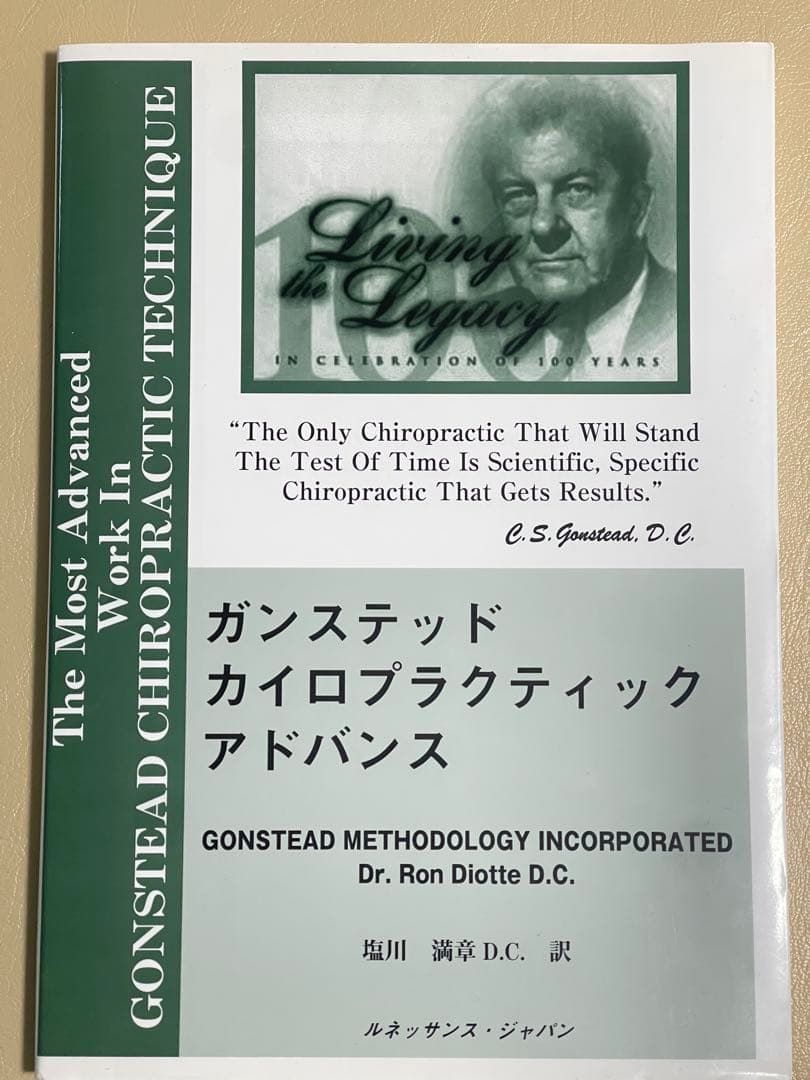 The Most Advanced
Work In
GONSTEAD CHIROPRACTIC TECHNIQUE
100
Living
the Legacy
IN CELEBRATION OF 100 YEARS
“The Only Chiropractic That Will Stand
The Test Of Time Is Scientific, Specific
Chiropractic That Gets Results.”
C.S. Gonstead, D.C.
ガンステッド
カイロプラクティック
アドバンス
GONSTEAD METHODOLOGY INCORPORATED
Dr. Ron Diotte D.C.
塩川 満章 D.C. 訳
ルネッサンス・ジャパン